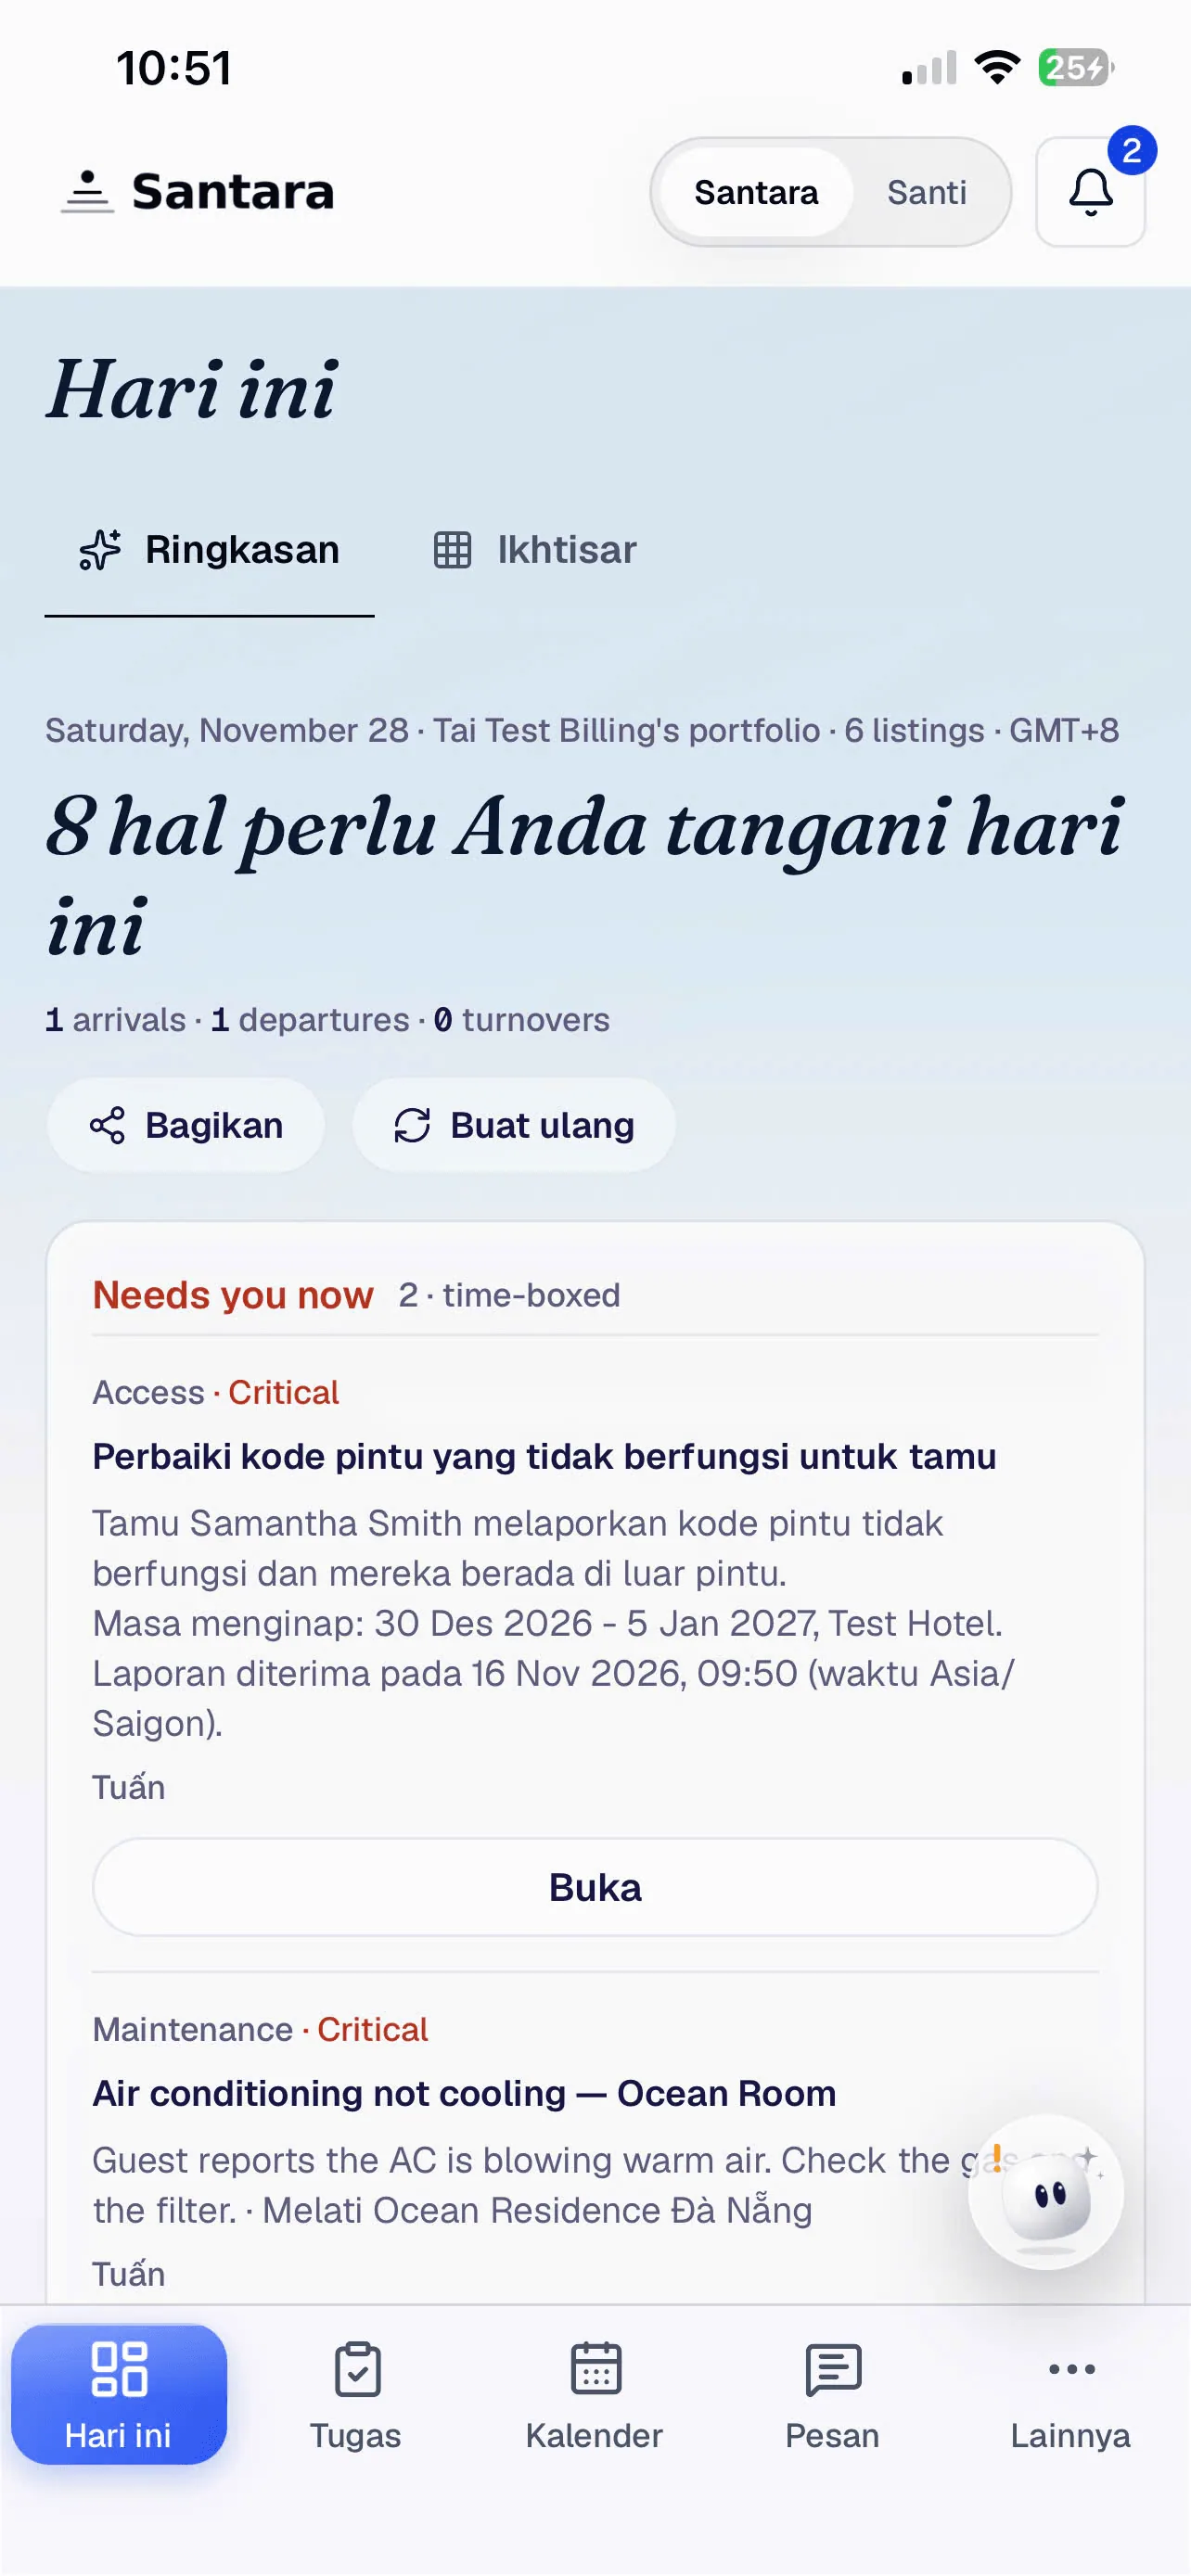 10:51
25
Santara
Santara
Santi
2
Hari ini
Ringkasan
Ikhtisar
Saturday, November 28 · Tai Test Billing's portfolio · 6 listings · GMT+8
8 hal perlu Anda tangani hari
ini
1 arrivals · 1 departures · 0 turnovers
Bagikan
Buat ulang
Needs you now 2 · time-boxed
Access · Critical
Perbaiki kode pintu yang tidak berfungsi untuk tamu
Tamu Samantha Smith melaporkan kode pintu tidak
berfungsi dan mereka berada di luar pintu.
Masa menginap: 30 Des 2026 - 5 Jan 2027, Test Hotel.
Laporan diterima pada 16 Nov 2026, 09:50 (waktu Asia/
Saigon).
Tuấn
Buka
Maintenance · Critical
Air conditioning not cooling — Ocean Room
Guest reports the AC is blowing warm air. Check the gas and
the filter. · Melati Ocean Residence Đà Nẵng
Tuấn
Hari ini
Tugas
Kalender
Pesan
Lainnya